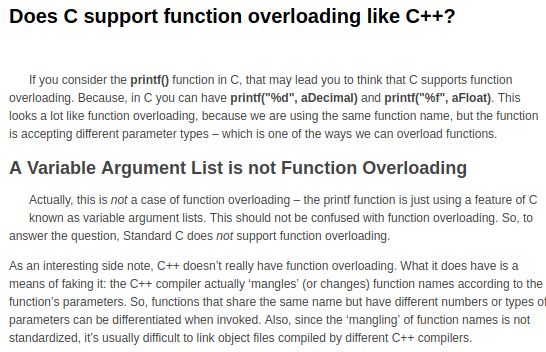 Does C support function overloading like C++?
If you consider the printf() function in C, that may lead you to think that C supports function
overloading. Because, in C you can have printf("%d", aDecimal) and printf("%f", aFloat). This
looks a lot like function overloading, because we are using the same function name, but the function
is accepting different parameter types – which is one of the ways we can overload functions.
A Variable Argument List is not Function Overloading
Actually, this is not a case of function overloading – the printf function is just using a feature of C
known as variable argument lists. This should not be confused with function overloading. So, to
answer the question, Standard C does not support function overloading.
As an interesting side note, C++ doesn’t really have function overloading. What it does have is a
means of faking it: the C++ compiler actually ‘mangles’ (or changes) function names according to the
function’s parameters. So, functions that share the same name but have different numbers or types of
parameters can be differentiated when invoked. Also, since the ‘mangling’ of function names is not
standardized, it’s usually difficult to link object files compiled by different C++ compilers.